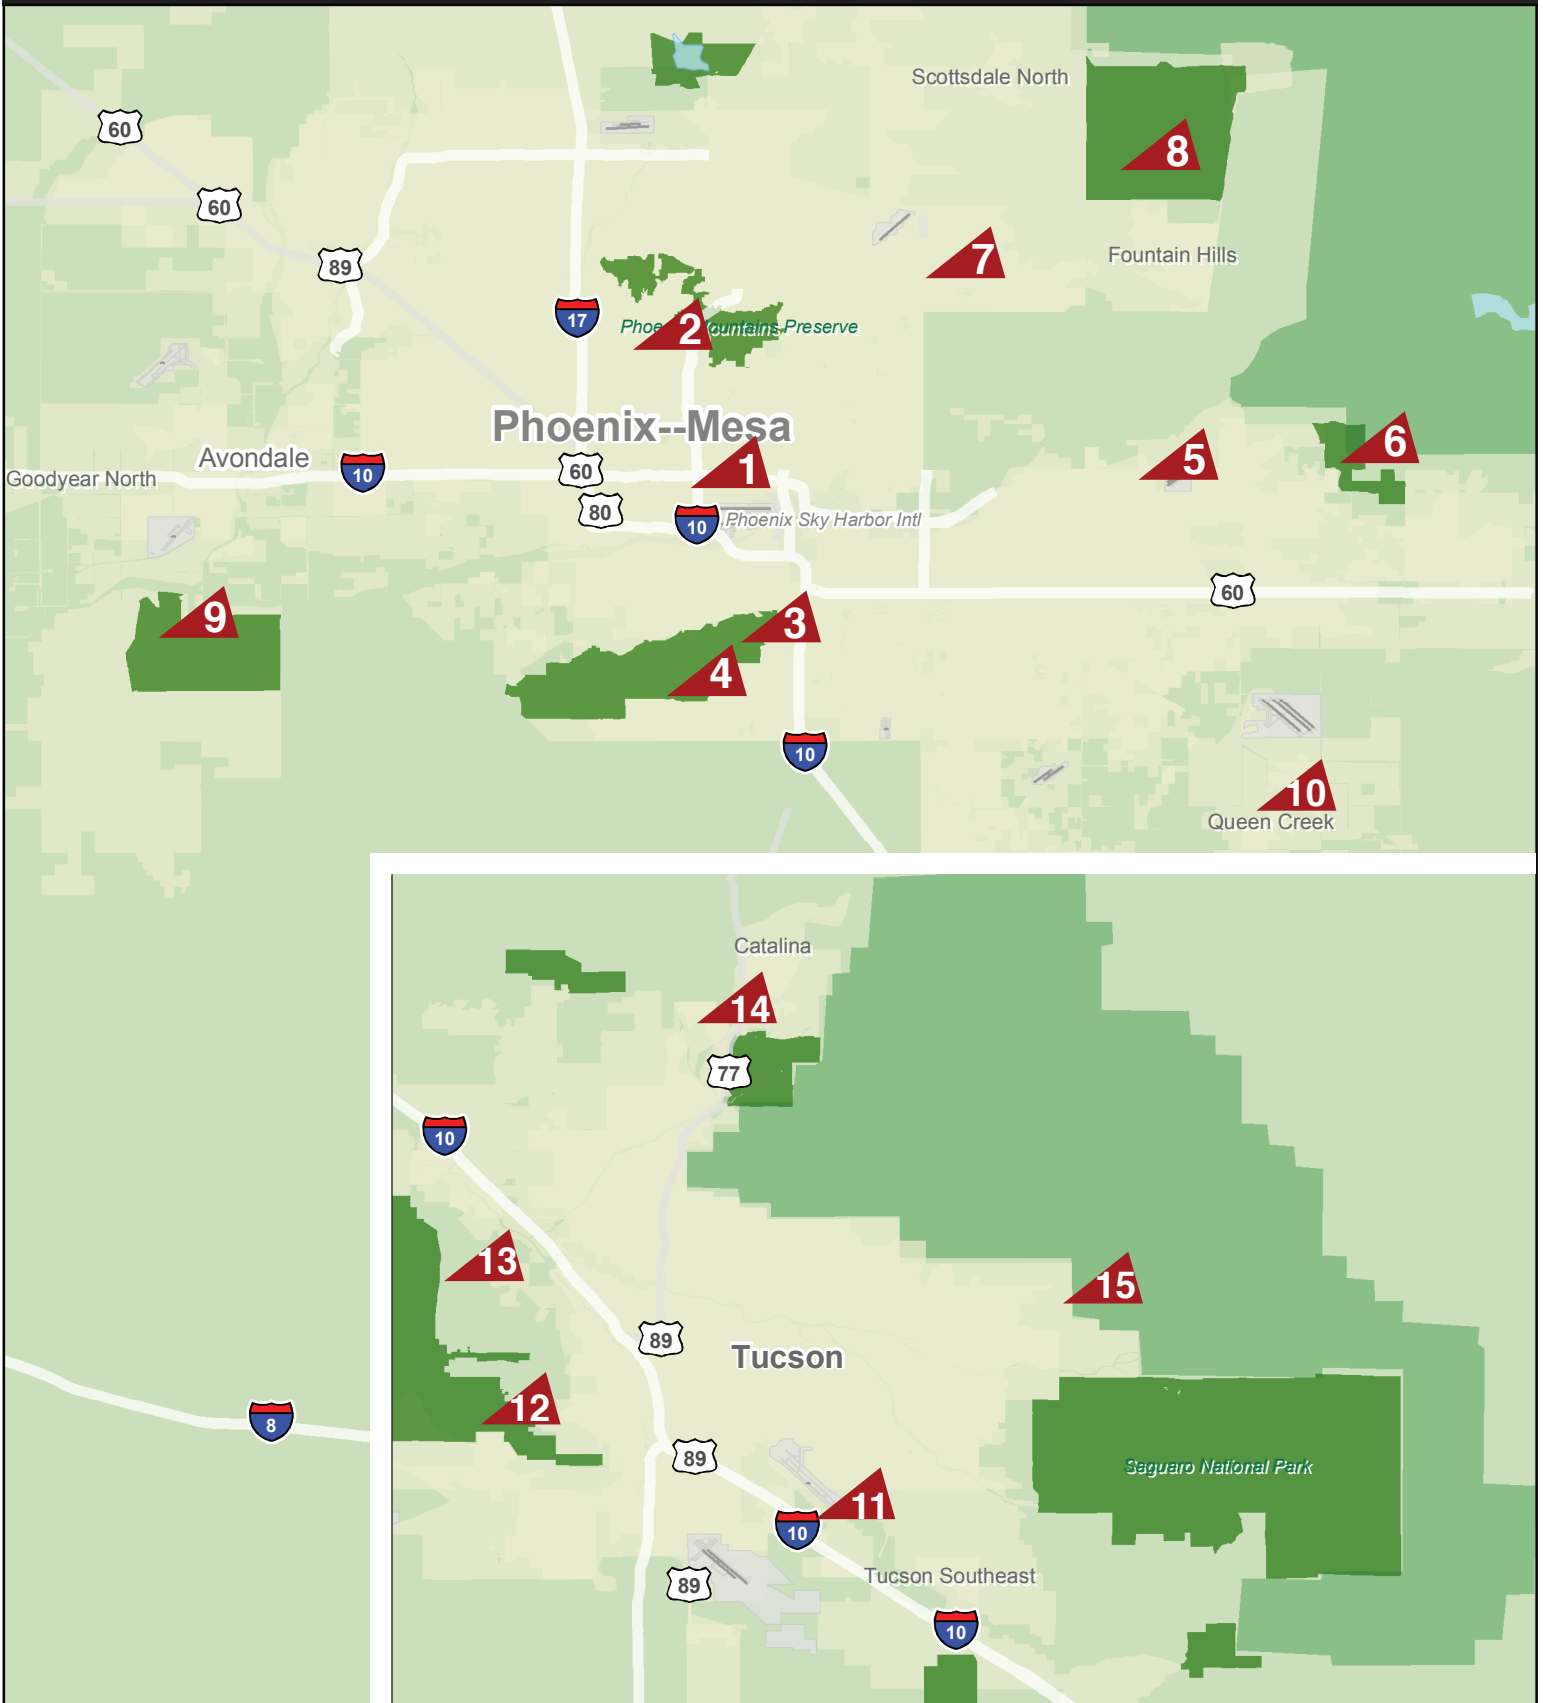 Scottsdale North
60
8
60
7
Fountain Hills
89
17
Phoe
2
ountains Preserve
Phoenix--Mesa
Avondale
10
60
1
5
6
Goodyear North
80
10
Phoenix Sky Harbor Intl
60
9
3
4
10
10
Queen Creek
Catalina
14
77
10
13
15
89
Tucson
12
8
89
Saguaro National Park
11
10
89
Tucson Southeast
10